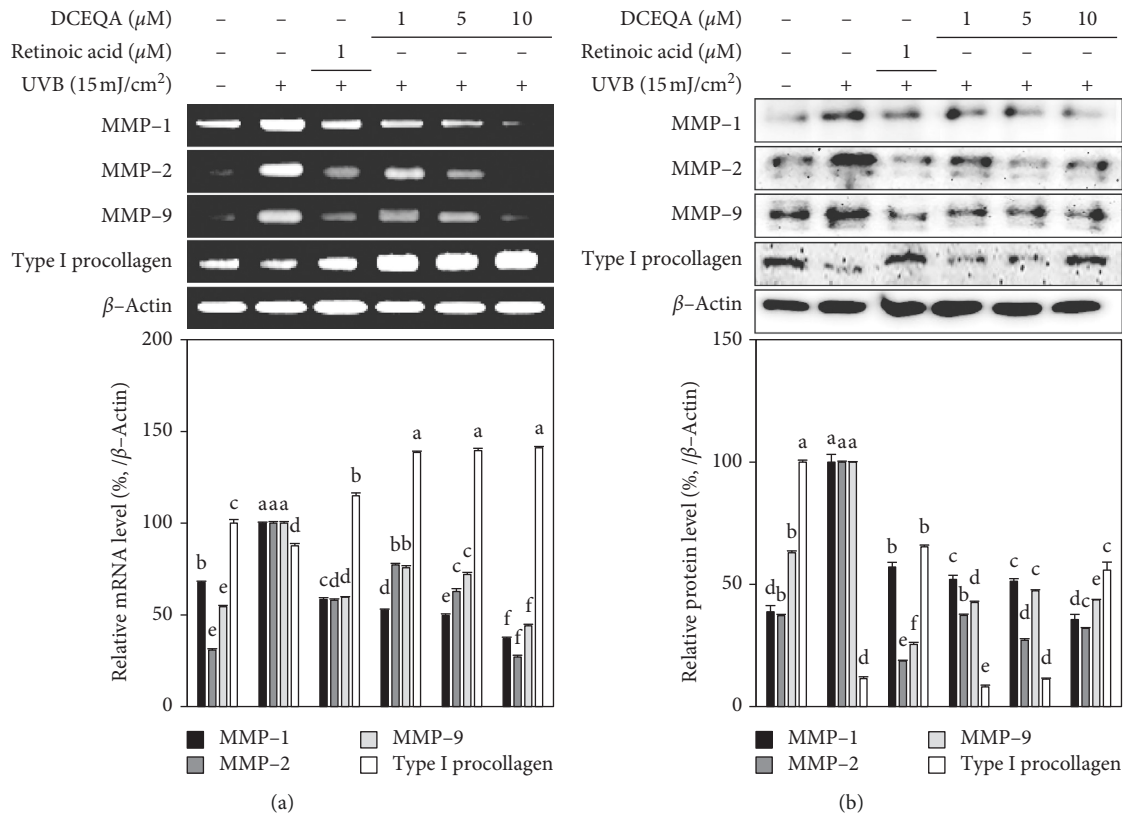 DCEQA (μM) – – – 1 5 10
Retinoic acid (μM) 1
UVB (15 mJ/cm²) – + + + + +
MMP–1
MMP–2
MMP–9
Type I procollagen
β–Actin
Relative mRNA level (%, /β–Actin)
200
150
100
50
0
b e e c
a a a d
c d d b
d b b a
e c c a
f f f a
MMP–1
MMP–2
MMP–9
Type I procollagen
(a)
DCEQA (μM) – – – 1 5 10
Retinoic acid (μM) 1
UVB (15 mJ/cm²) – + + + + +
MMP–1
MMP–2
MMP–9
Type I procollagen
β–Actin
Relative protein level (%, /β–Actin)
150
100
50
0
d b b a
a a a d
b e f b
c b d e
c d c d
d c e c
MMP–1
MMP–2
MMP–9
Type I procollagen
(b)